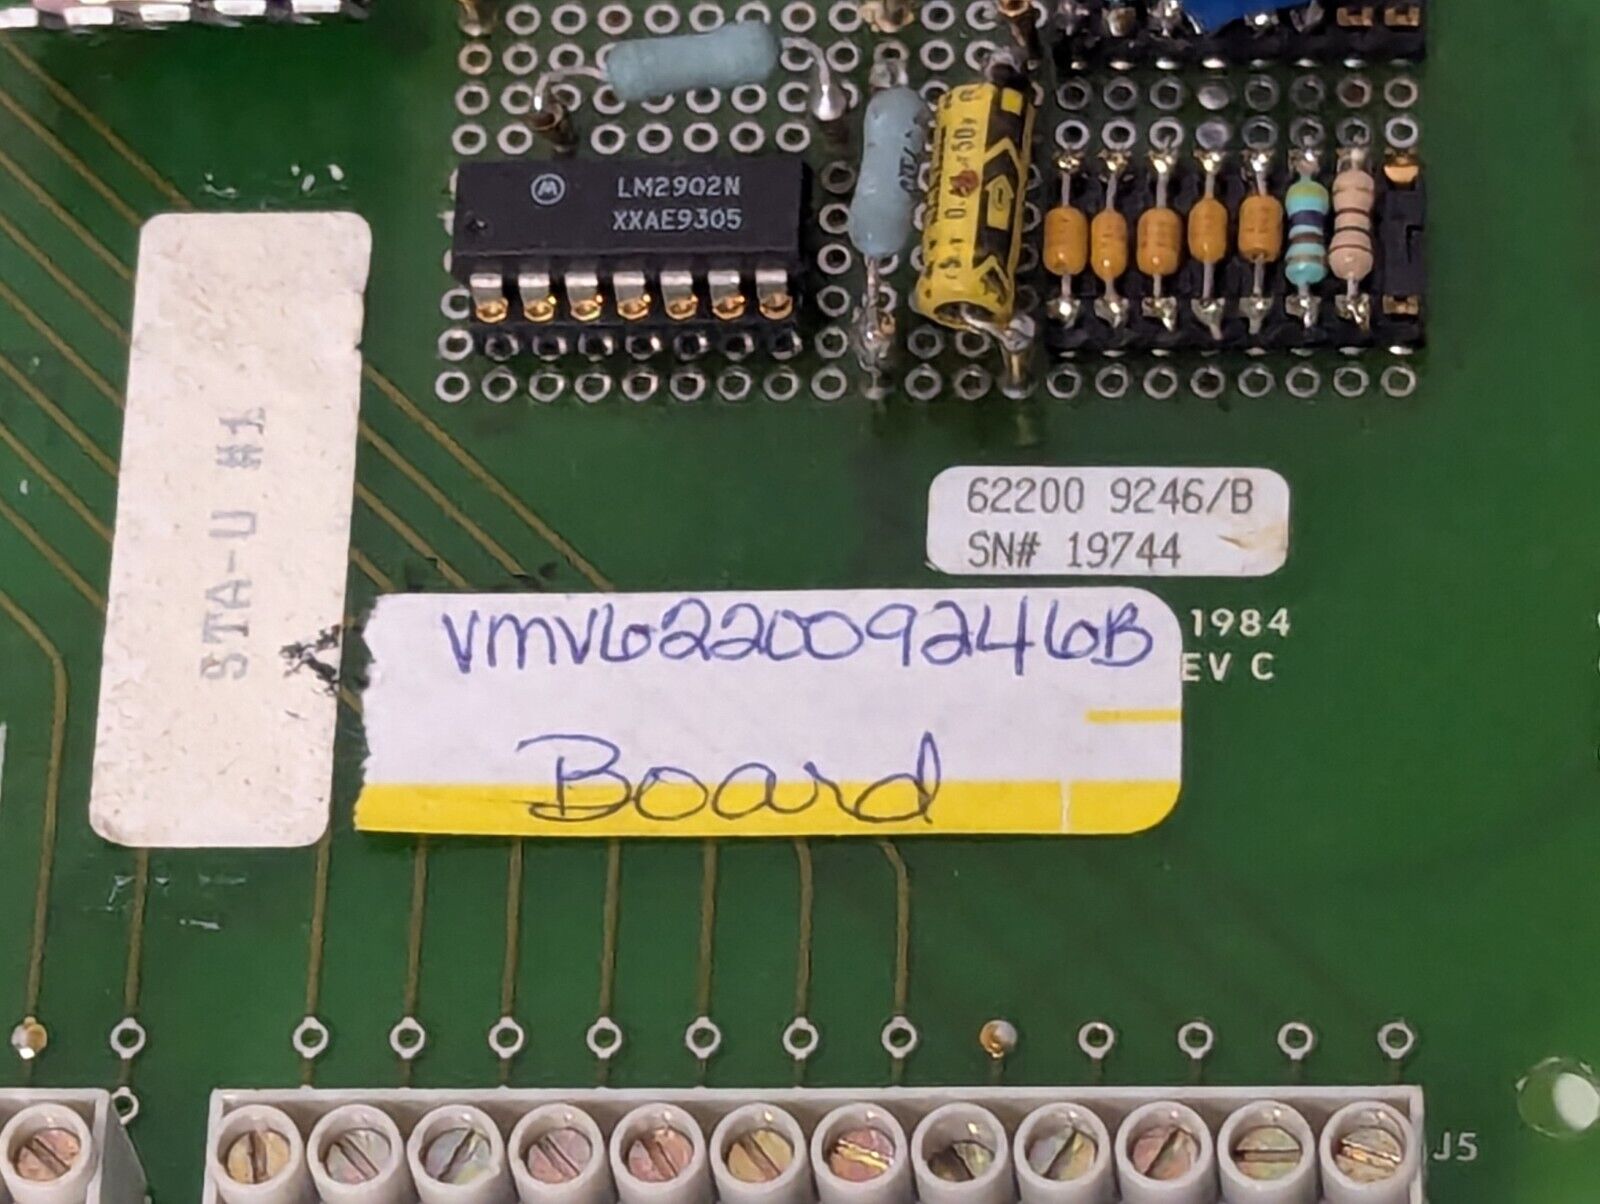 LM2902N
XXAE9305
STA-U #1
62200 9246/B
SN# 19744
1984
EV C
VMV622009246B
Board
J5